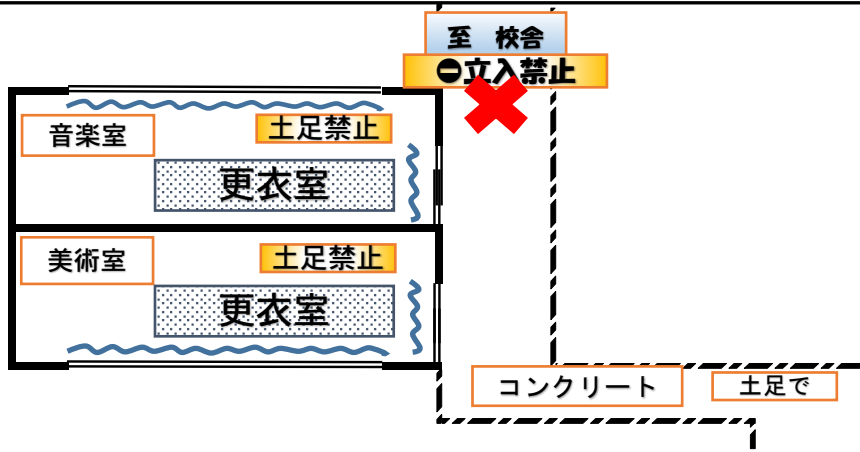 至 校舎
⛔立入禁止
音楽室
土足禁止
更衣室
美術室
土足禁止
更衣室
コンクリート
土足で